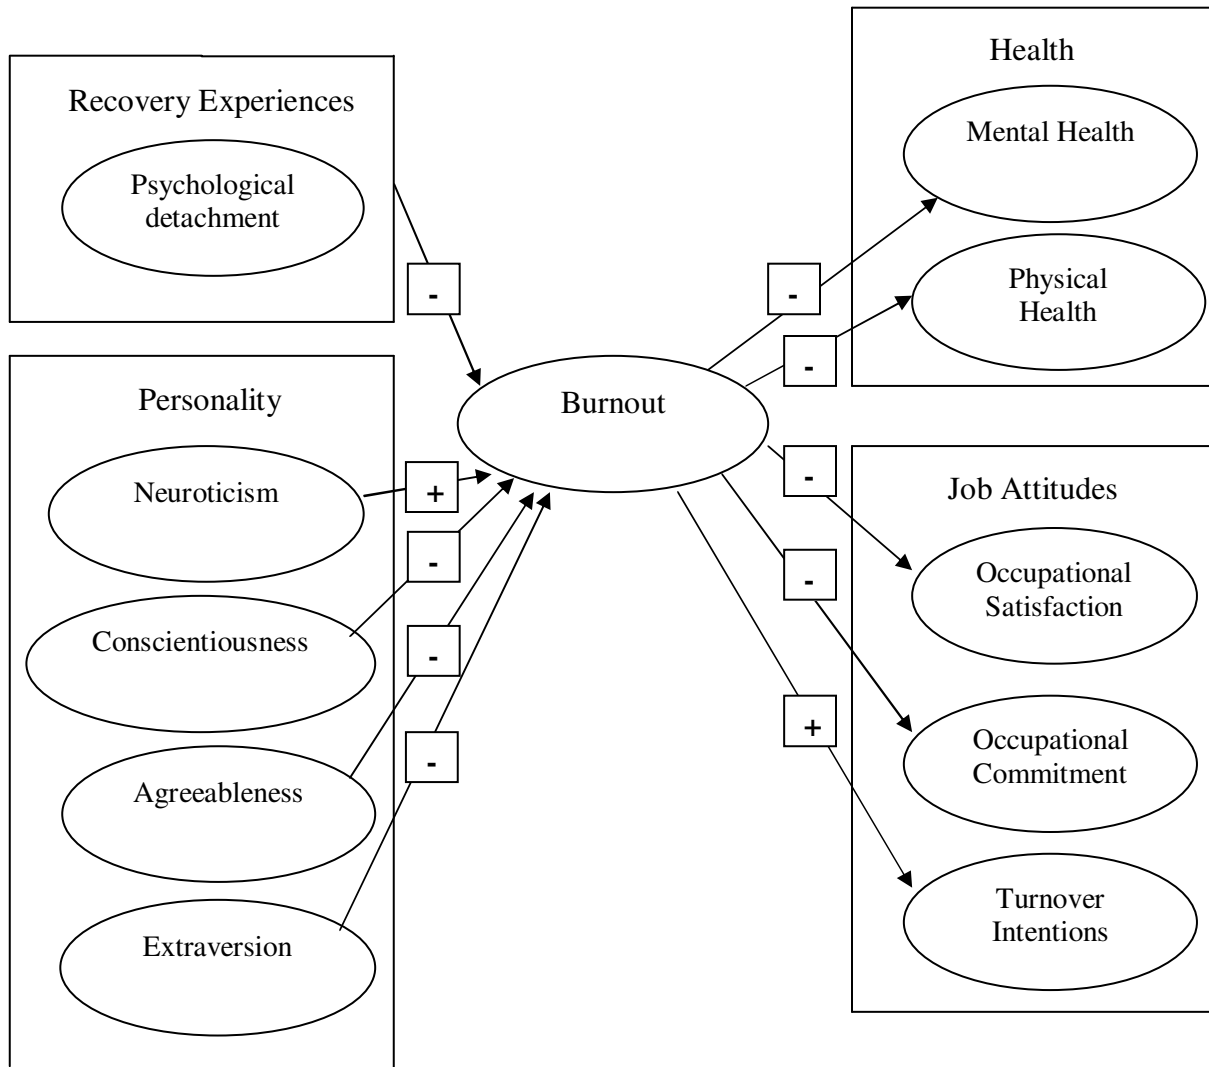 Recovery Experiences
Psychological
detachment
-
Personality
Neuroticism
+
Conscientiousness
-
Agreeableness
-
Extraversion
-
Burnout
Health
Mental Health
-
Physical
Health
-
Job Attitudes
-
Occupational
Satisfaction
-
Occupational
Commitment
+
Turnover
Intentions